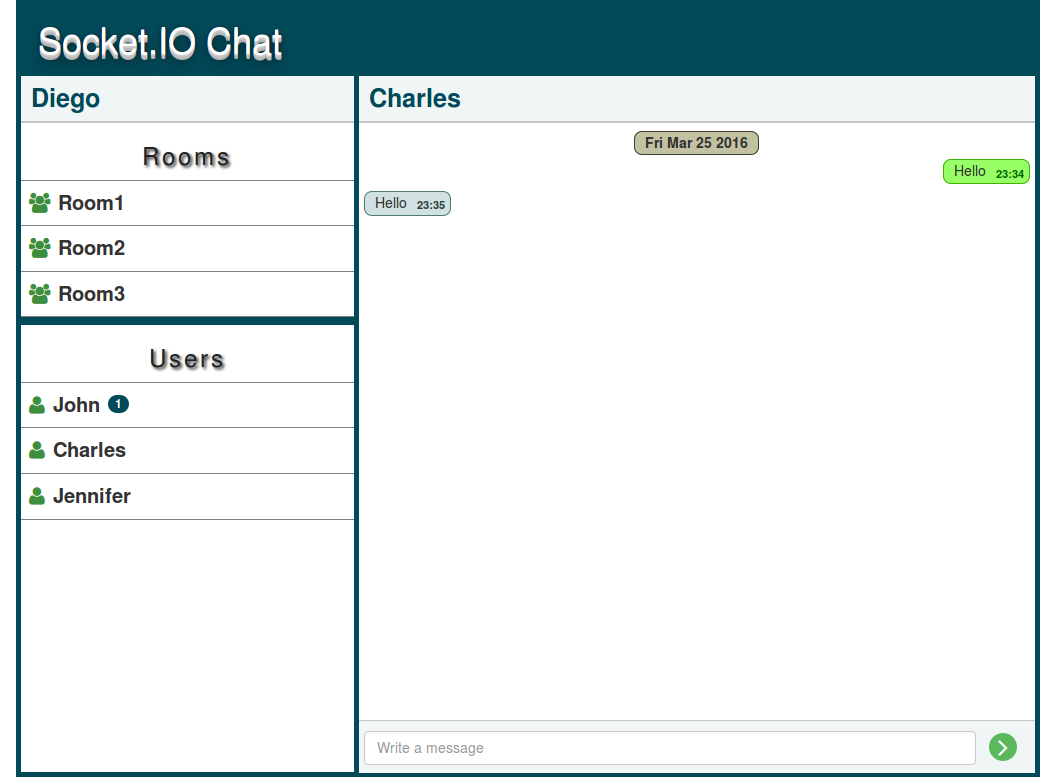 Socket.IO Chat
Diego
Rooms
Room1
Room2
Room3
Users
John 1
Charles
Jennifer
Charles
Fri Mar 25 2016
Hello 23:34
Hello 23:35
Write a message